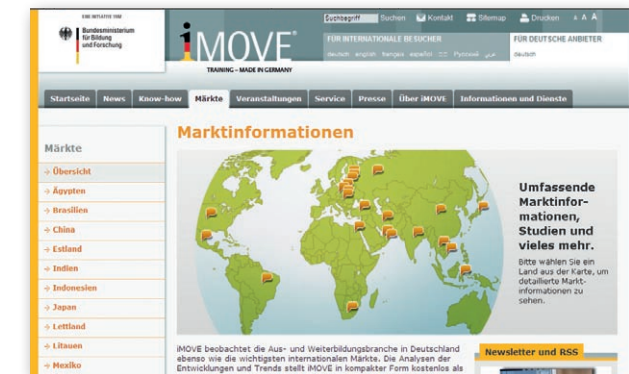 EINE INITIATIVE VOM
Bundesministerium
für Bildung
und Forschung
iMOVE
TRAINING – MADE IN GERMANY
Suchbegriff Suchen Kontakt Sitemap Drucken A A A
FÜR INTERNATIONALE BESUCHER
deutsch english français español 中文 Русский عربي
FÜR DEUTSCHE ANBIETER
deutsch
Startseite News Know-how Märkte Veranstaltungen Service Presse Über iMOVE Informationen und Dienste
Märkte
Übersicht
Ägypten
Brasilien
China
Estland
Indien
Indonesien
Japan
Lettland
Litauen
Mexiko
Marktinformationen
Umfassende
Marktinfor-
mationen,
Studien und
vieles mehr.
Bitte wählen Sie ein
Land aus der Karte, um
detaillierte Markt-
informationen zu
sehen.
iMOVE beobachtet die Aus- und Weiterbildungsbranche in Deutschland
ebenso wie die wichtigsten internationalen Märkte. Die Analysen der
Entwicklungen und Trends stellt iMOVE in kompakter Form kostenlos als
Newsletter und RSS